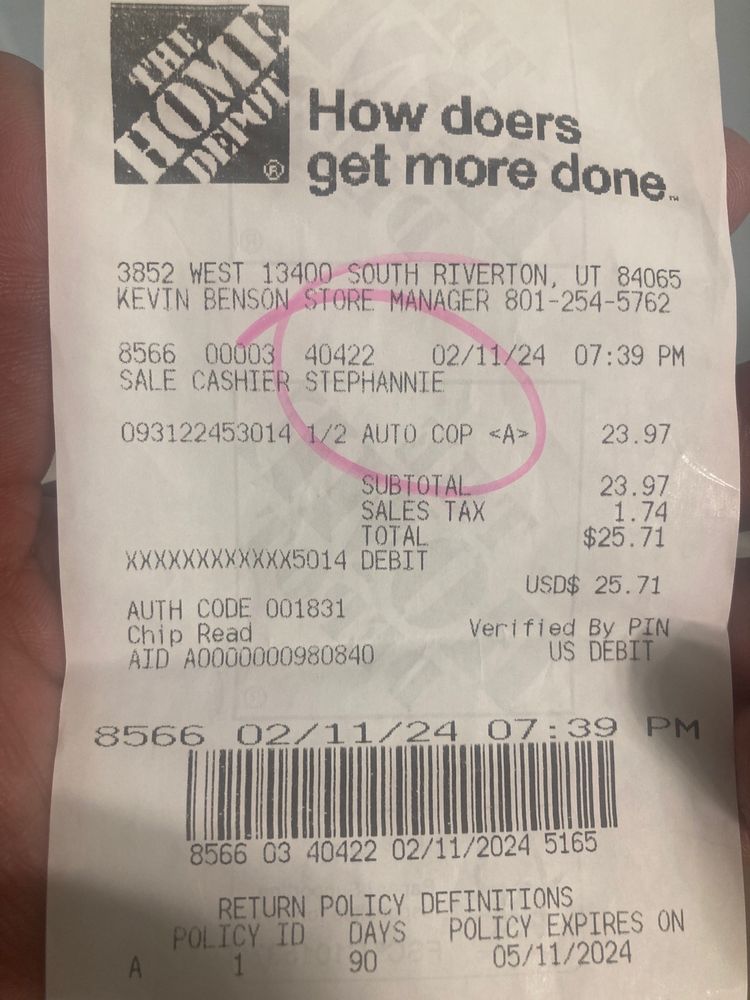 THE
HOME
DEPOT
®
How doers
get more done™
3852 WEST 13400 SOUTH RIVERTON, UT 84065
KEVIN BENSON STORE MANAGER 801-254-5762
8566 00003 40422 02/11/24 07:39 PM
SALE CASHIER STEPHANNIE
093122453014 1/2 AUTO COP <A> 23.97
SUBTOTAL 23.97
SALES TAX 1.74
TOTAL $25.71
XXXXXXXXXXXX5014 DEBIT
USD$ 25.71
AUTH CODE 001831
Chip Read Verified By PIN
AID A0000000980840 US DEBIT
8566 02/11/24 07:39 PM
8566 03 40422 02/11/2024 5165
RETURN POLICY DEFINITIONS
POLICY ID DAYS POLICY EXPIRES ON
A 1 90 05/11/2024